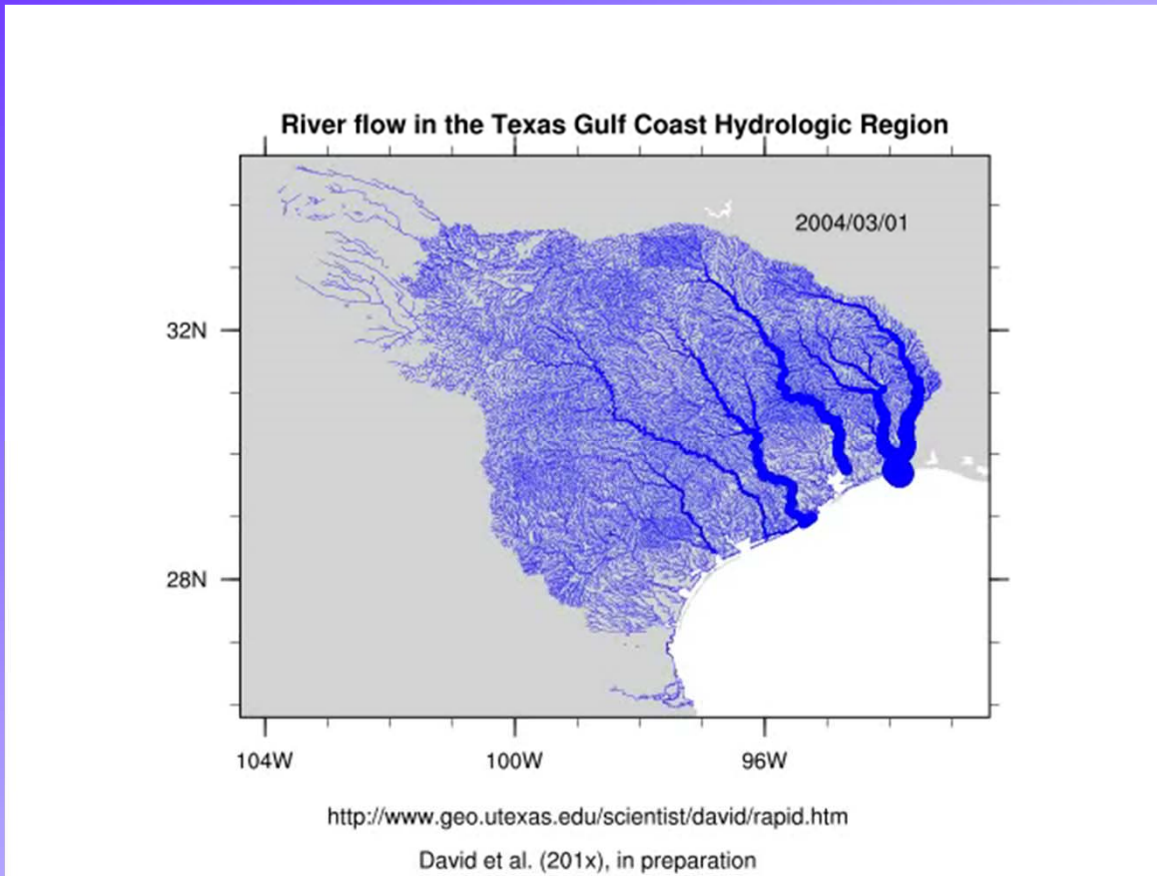 River flow in the Texas Gulf Coast Hydrologic Region
2004/03/01
32N
28N
104W 100W 96W
http://www.geo.utexas.edu/scientist/david/rapid.htm
David et al. (201x), in preparation